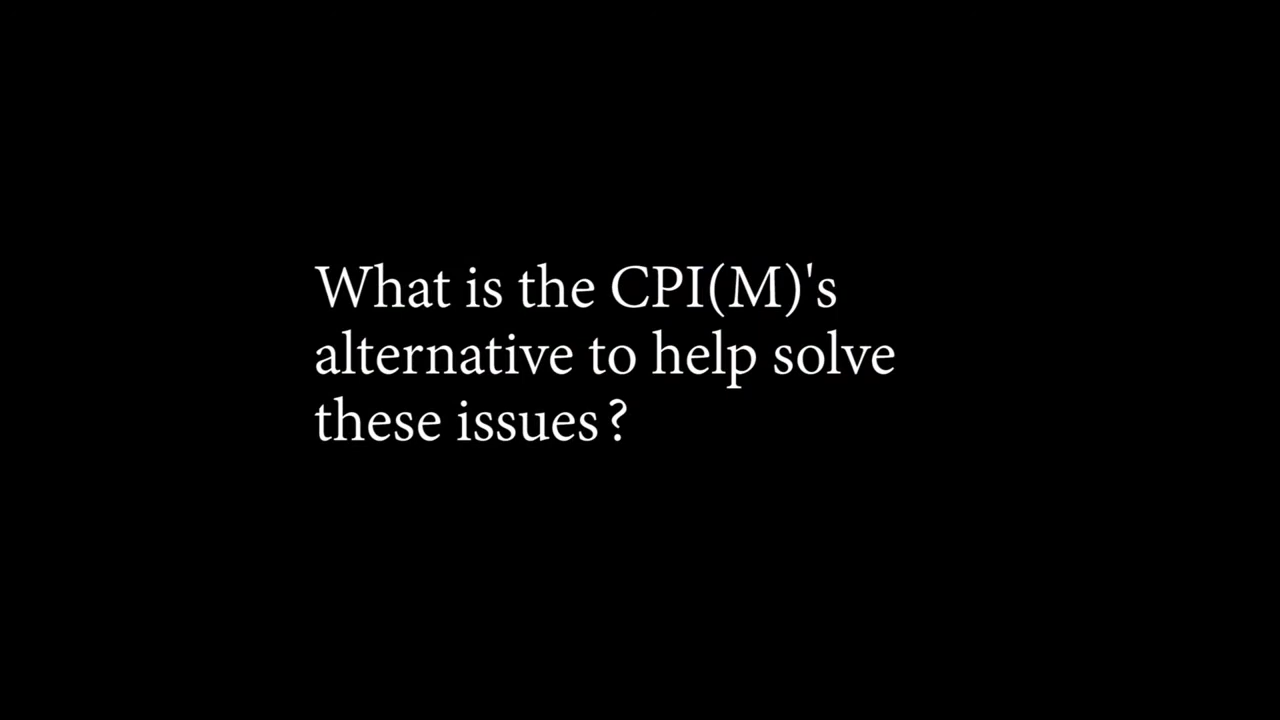 What is the CPI(M)'s
alternative to help solve
these issues ?